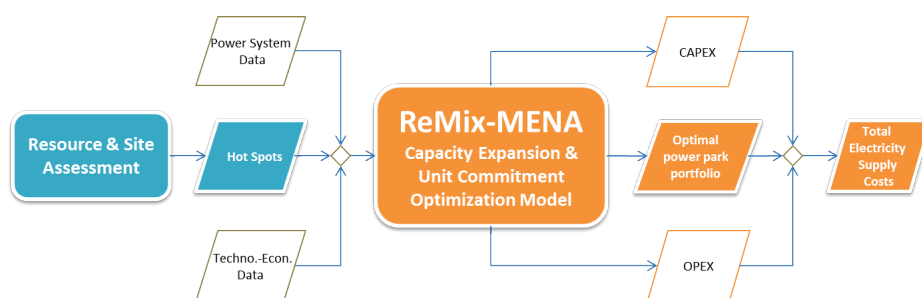 Power System
Data
CAPEX
Resource & Site
Assessment
Hot Spots
ReMix-MENA
Capacity Expansion &
Unit Commitment
Optimization Model
Optimal
power park
portfolio
Total
Electricity
Supply
Costs
Techno.-Econ.
Data
OPEX